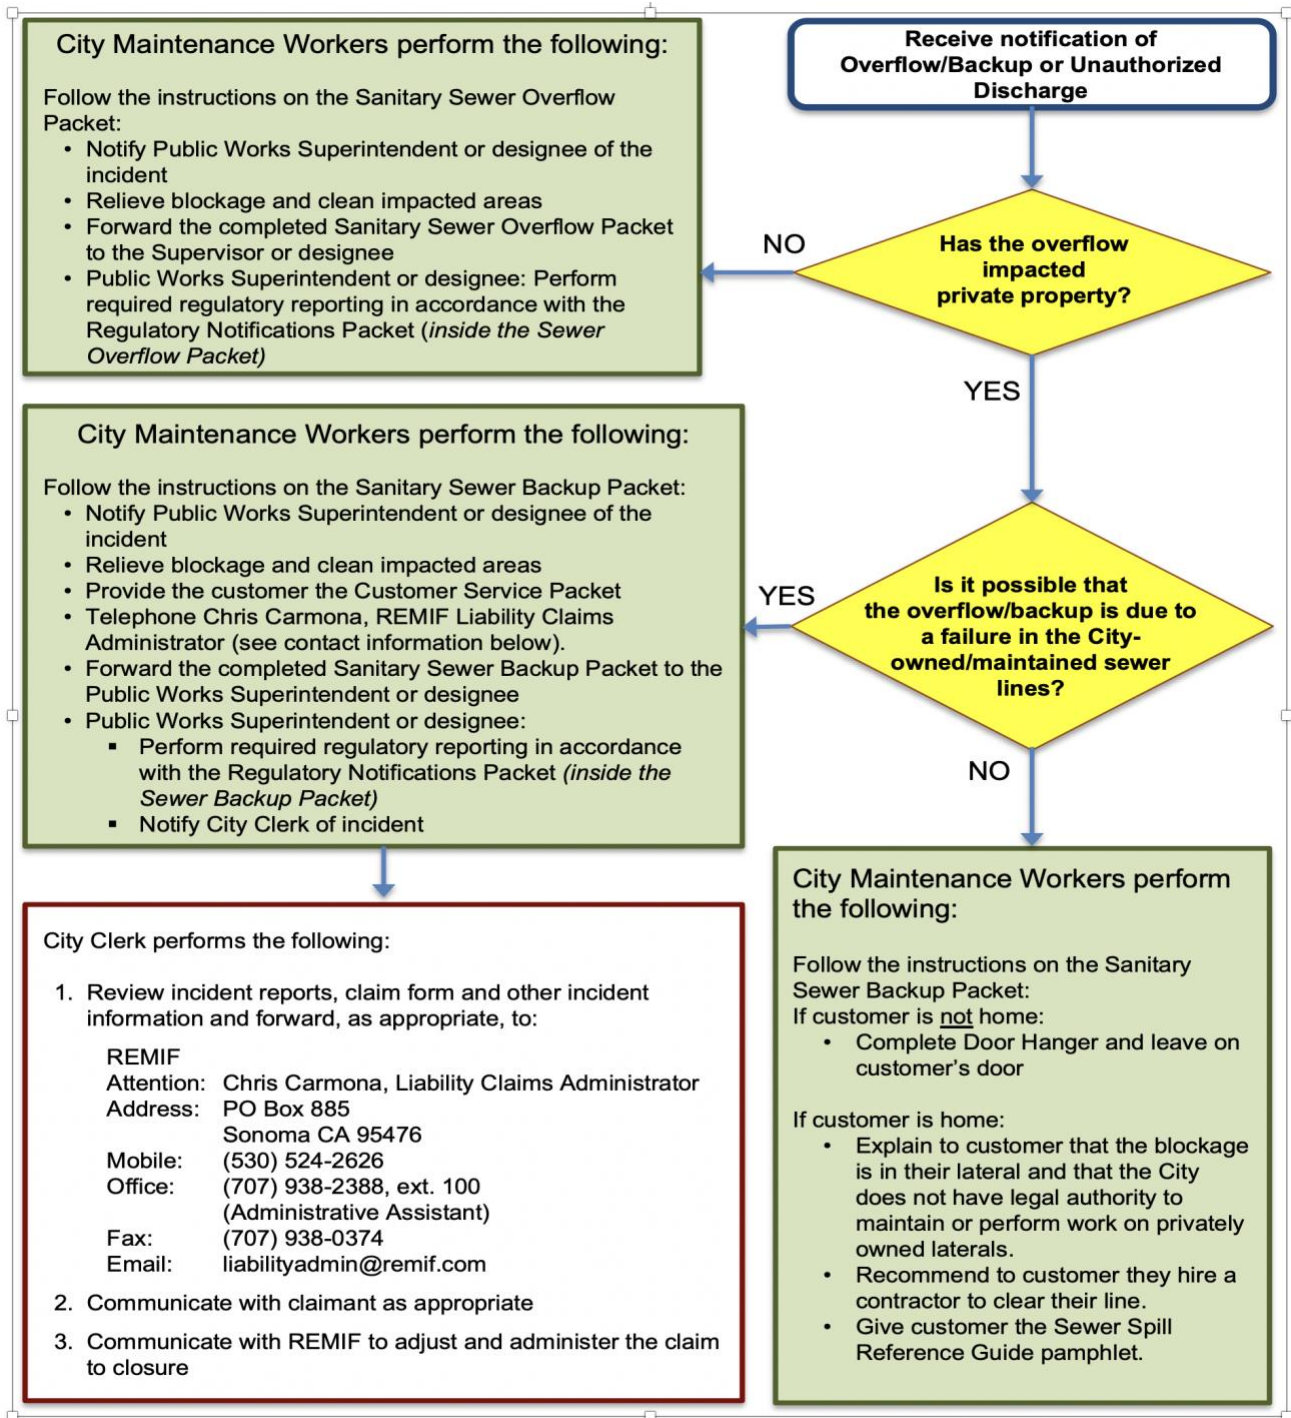 City Maintenance Workers perform the following:
Follow the instructions on the Sanitary Sewer Overflow
Packet:
• Notify Public Works Superintendent or designee of the
incident
• Relieve blockage and clean impacted areas
• Forward the completed Sanitary Sewer Overflow Packet
to the Supervisor or designee
• Public Works Superintendent or designee: Perform
required regulatory reporting in accordance with the
Regulatory Notifications Packet (inside the Sewer
Overflow Packet)
Receive notification of
Overflow/Backup or Unauthorized
Discharge
NO
Has the overflow
impacted
private property?
YES
City Maintenance Workers perform the following:
Follow the instructions on the Sanitary Sewer Backup Packet:
• Notify Public Works Superintendent or designee of the
incident
• Relieve blockage and clean impacted areas
• Provide the customer the Customer Service Packet
• Telephone Chris Carmona, REMIF Liability Claims
Administrator (see contact information below).
• Forward the completed Sanitary Sewer Backup Packet to the
Public Works Superintendent or designee
• Public Works Superintendent or designee:
▪ Perform required regulatory reporting in accordance
with the Regulatory Notifications Packet (inside the
Sewer Backup Packet)
▪ Notify City Clerk of incident
YES
Is it possible that
the overflow/backup is due to
a failure in the City-
owned/maintained sewer
lines?
NO
City Clerk performs the following:
1. Review incident reports, claim form and other incident
information and forward, as appropriate, to:
REMIF
Attention: Chris Carmona, Liability Claims Administrator
Address: PO Box 885
Sonoma CA 95476
Mobile: (530) 524-2626
Office: (707) 938-2388, ext. 100
(Administrative Assistant)
Fax: (707) 938-0374
Email: liabilityadmin@remif.com
2. Communicate with claimant as appropriate
3. Communicate with REMIF to adjust and administer the claim
to closure
City Maintenance Workers perform
the following:
Follow the instructions on the Sanitary
Sewer Backup Packet:
If customer is not home:
• Complete Door Hanger and leave on
customer's door
If customer is home:
• Explain to customer that the blockage
is in their lateral and that the City
does not have legal authority to
maintain or perform work on privately
owned laterals.
• Recommend to customer they hire a
contractor to clear their line.
• Give customer the Sewer Spill
Reference Guide pamphlet.